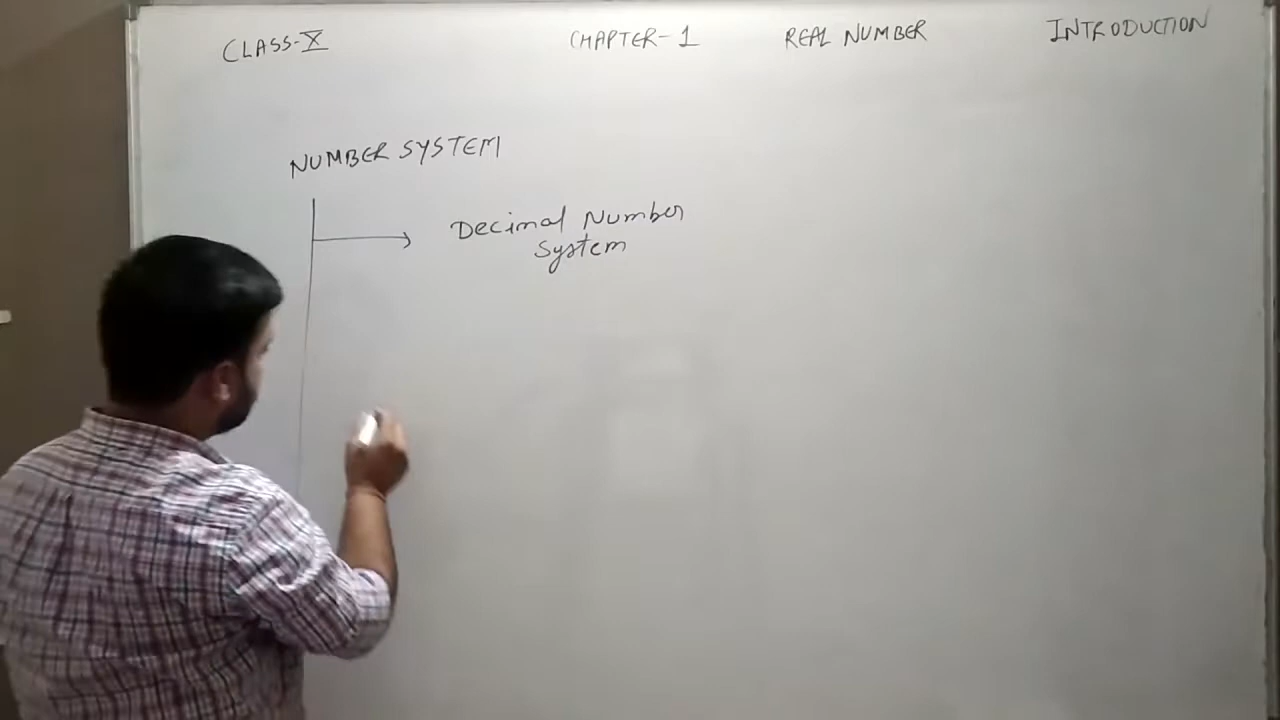 CLASS-X CHAPTER-1 REAL NUMBER INTRODUCTION
NUMBER SYSTEM
Decimal Number
System